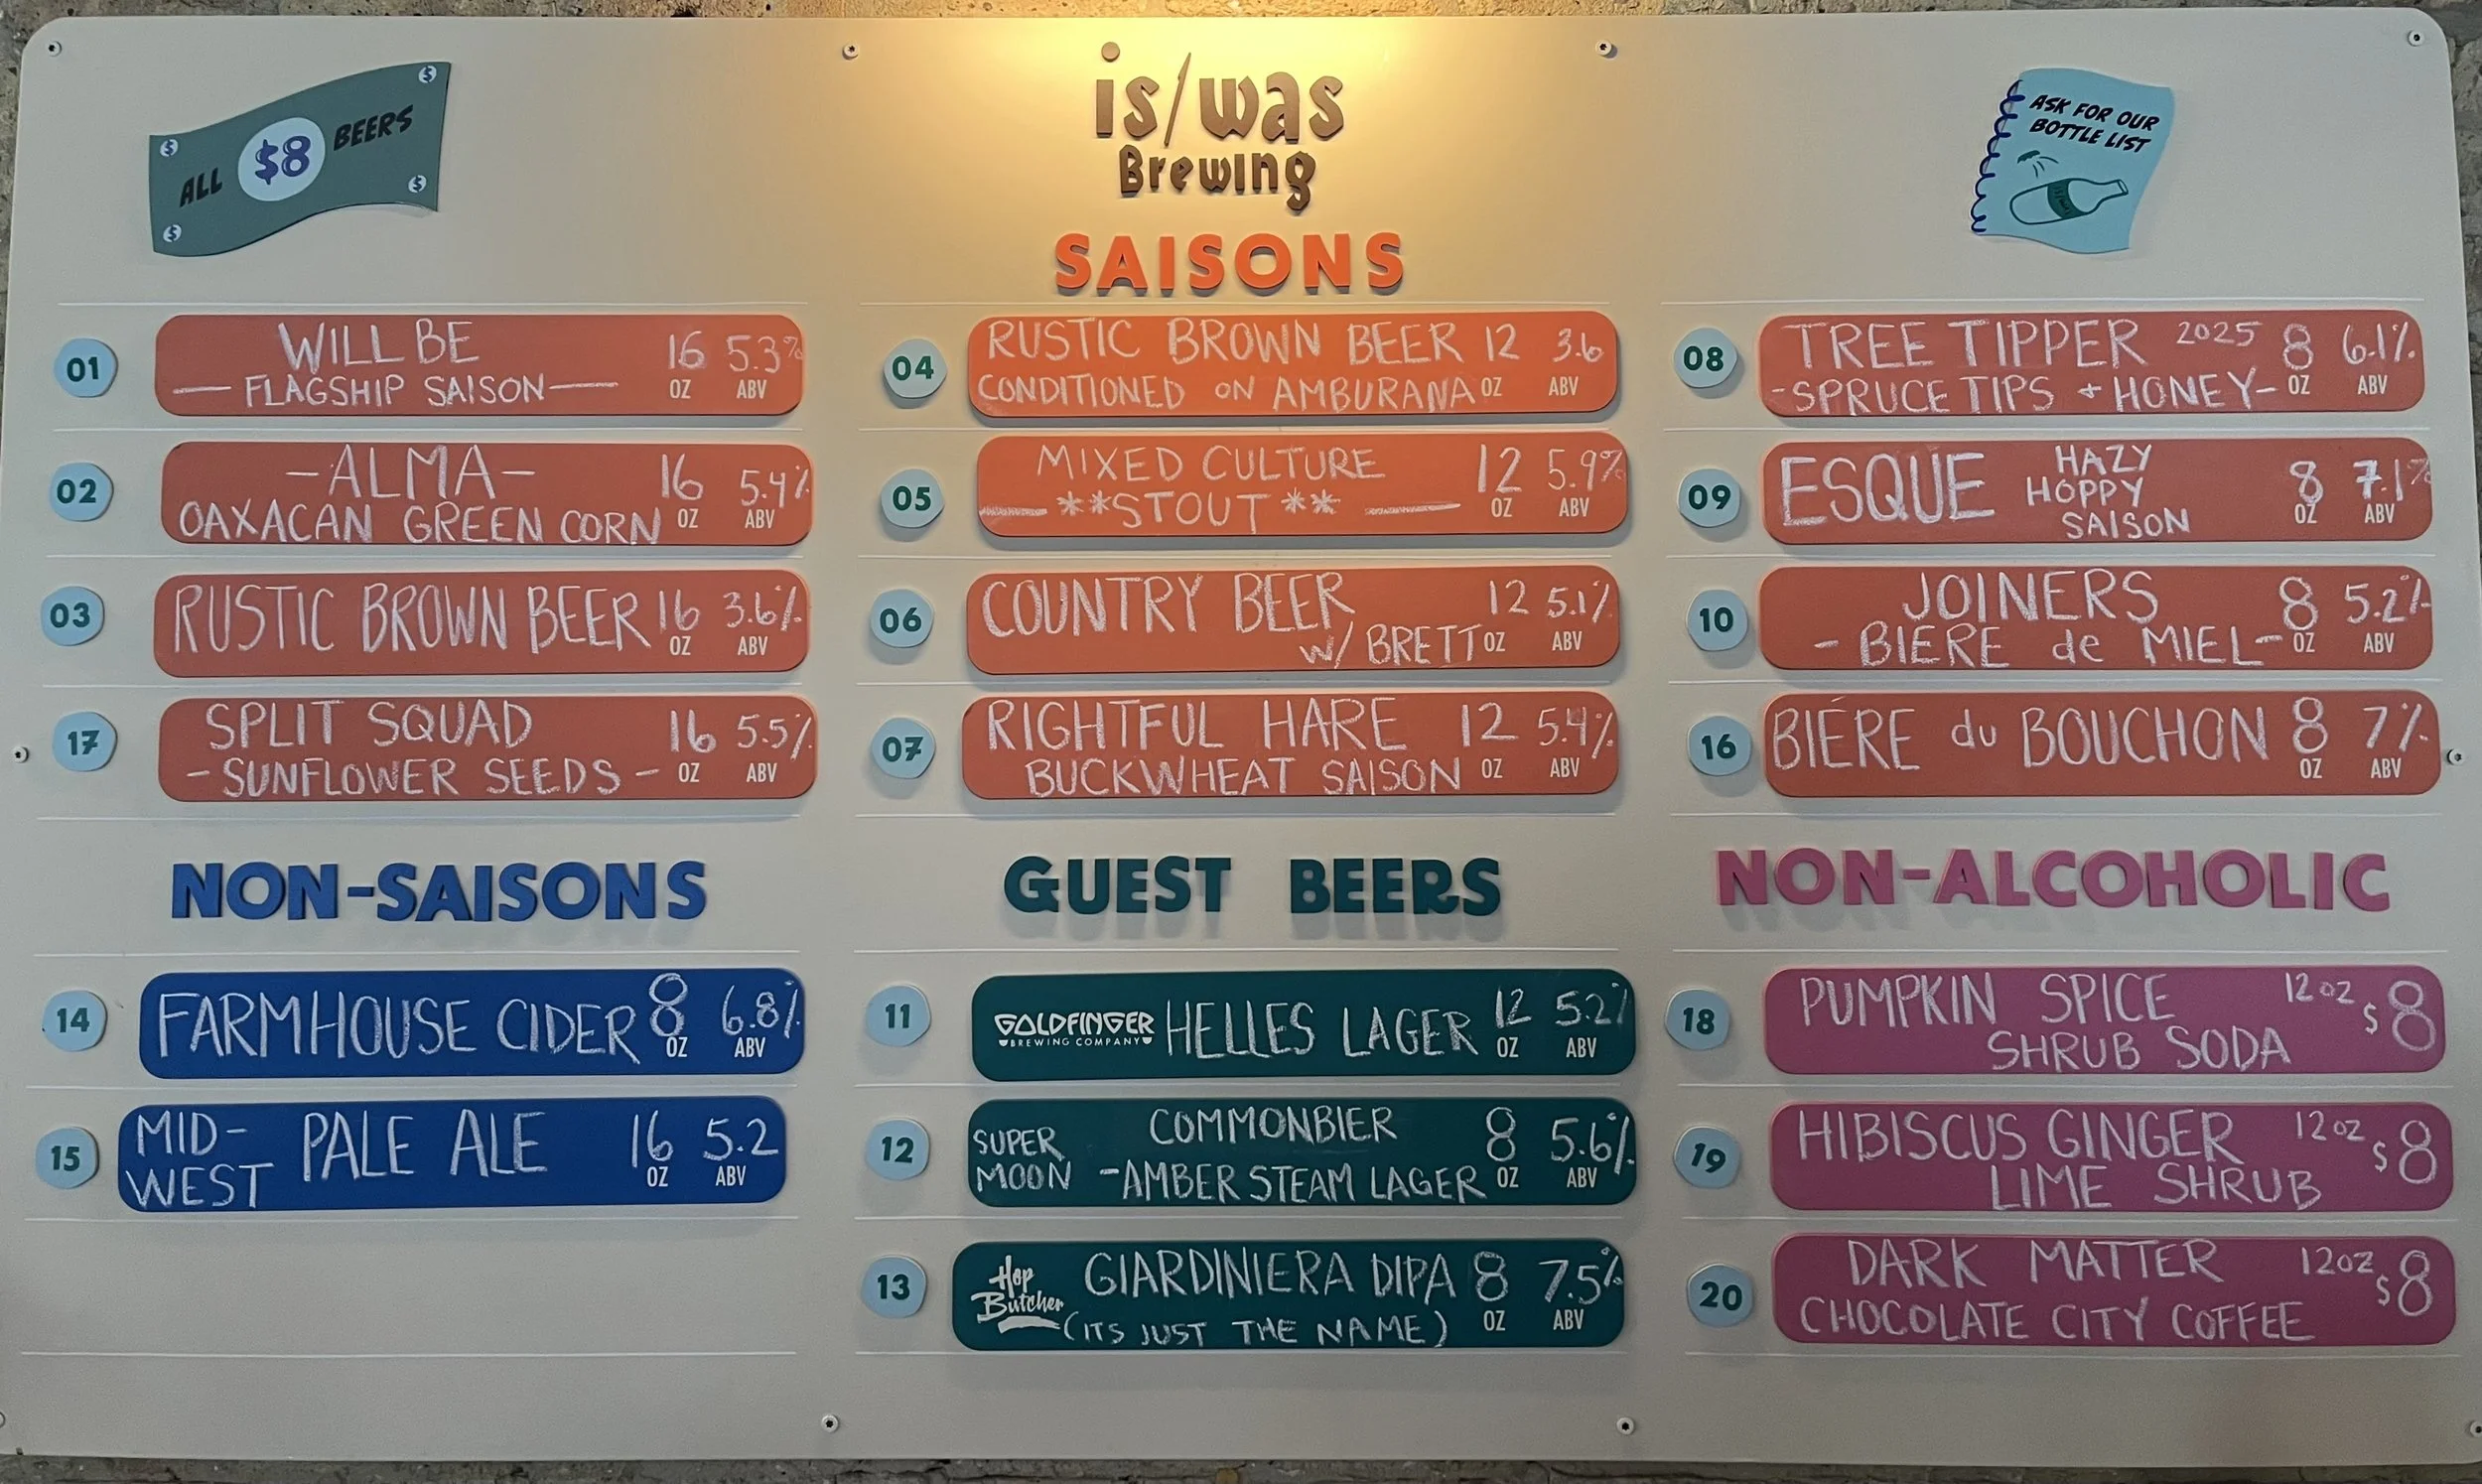 ALL $8 BEERS
is/was
Brewing
ASK FOR OUR
BOTTLE LIST
SAISONS
01 WILL BE 16 5.3%
— FLAGSHIP SAISON — OZ ABV
02 -ALMA- 16 5.4%
OAXACAN GREEN CORN OZ ABV
03 RUSTIC BROWN BEER 16 3.6%
OZ ABV
17 SPLIT SQUAD 16 5.5%
- SUNFLOWER SEEDS - OZ ABV
04 RUSTIC BROWN BEER 12 3.6
CONDITIONED ON AMBURANA OZ ABV
05 MIXED CULTURE 12 5.9%
**STOUT** OZ ABV
06 COUNTRY BEER 12 5.1%
W/ BRETT OZ ABV
07 RIGHTFUL HARE 12 5.4%
BUCKWHEAT SAISON OZ ABV
08 TREE TIPPER 2025 8 6.1%
-SPRUCE TIPS + HONEY- OZ ABV
09 ESQUE HAZY
HOPPY 8 7.1%
SAISON OZ ABV
10 JOINERS 8 5.2%
- BIERE de MIEL - OZ ABV
16 BIÉRE du BOUCHON 8 7%
OZ ABV
NON-SAISONS
14 FARMHOUSE CIDER 8 6.8%
OZ ABV
15 MID-
WEST PALE ALE 16 5.2
OZ ABV
GUEST BEERS
11 GOLDFINGER HELLES LAGER 12 5.2%
BREWING COMPANY OZ ABV
12 SUPER
MOON COMMONBIER 8 5.6%
-AMBER STEAM LAGER OZ ABV
13 Hop
Butcher GIARDINIERA DIPA 8 7.5%
(ITS JUST THE NAME) OZ ABV
NON-ALCOHOLIC
18 PUMPKIN SPICE 12oz $8
SHRUB SODA
19 HIBISCUS GINGER 12oz $8
LIME SHRUB
20 DARK MATTER 12oz $8
CHOCOLATE CITY COFFEE